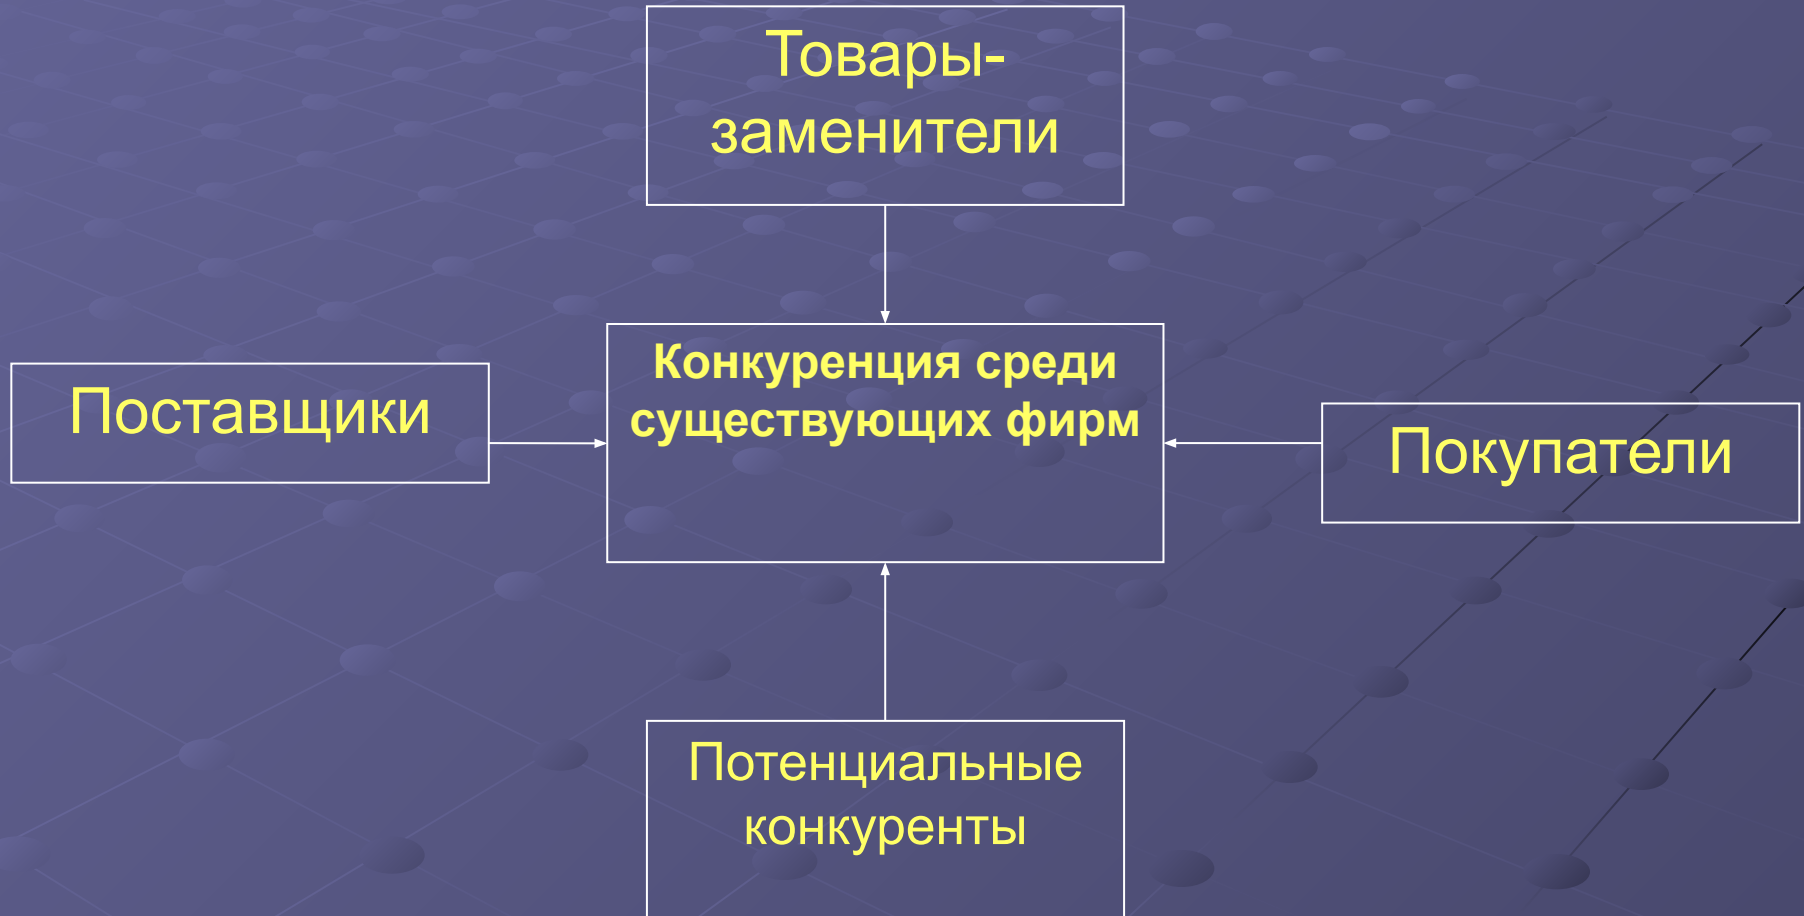 Товары-
заменители
Конкуренция среди
существующих фирм
Поставщики
Покупатели
Потенциальные
конкуренты